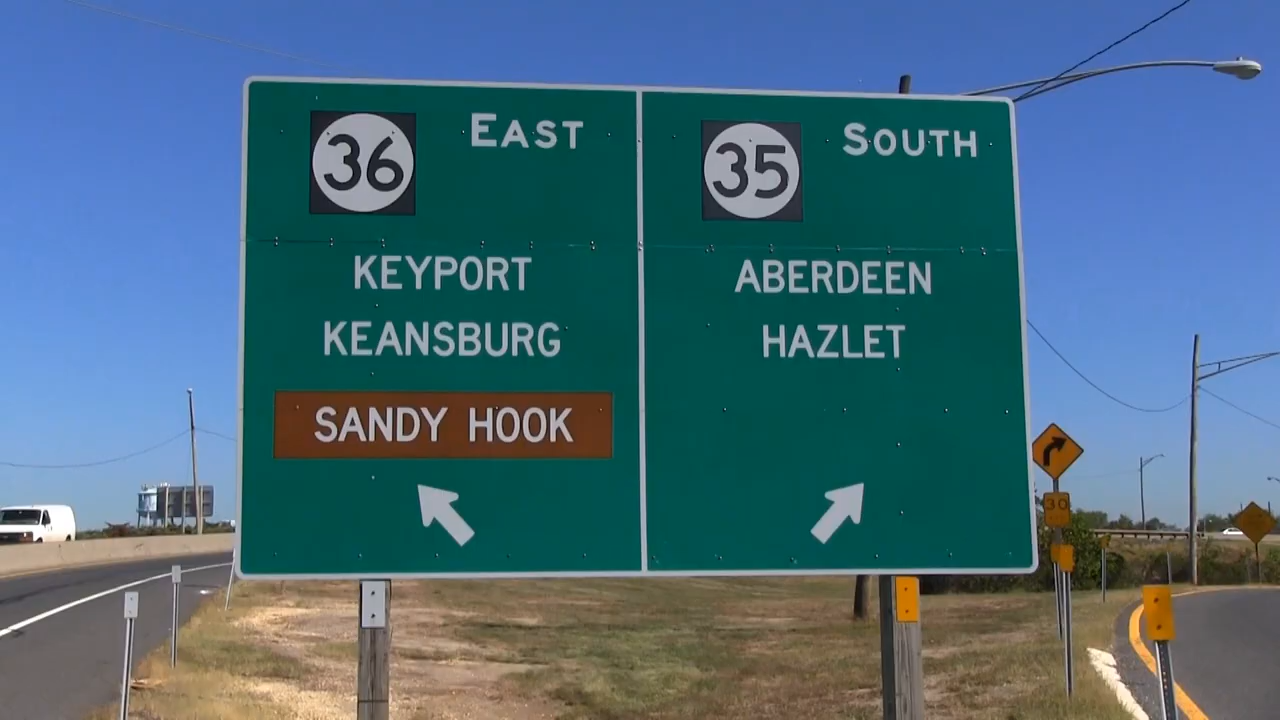 36 EAST
KEYPORT
KEANSBURG
SANDY HOOK
35 SOUTH
ABERDEEN
HAZLET
30